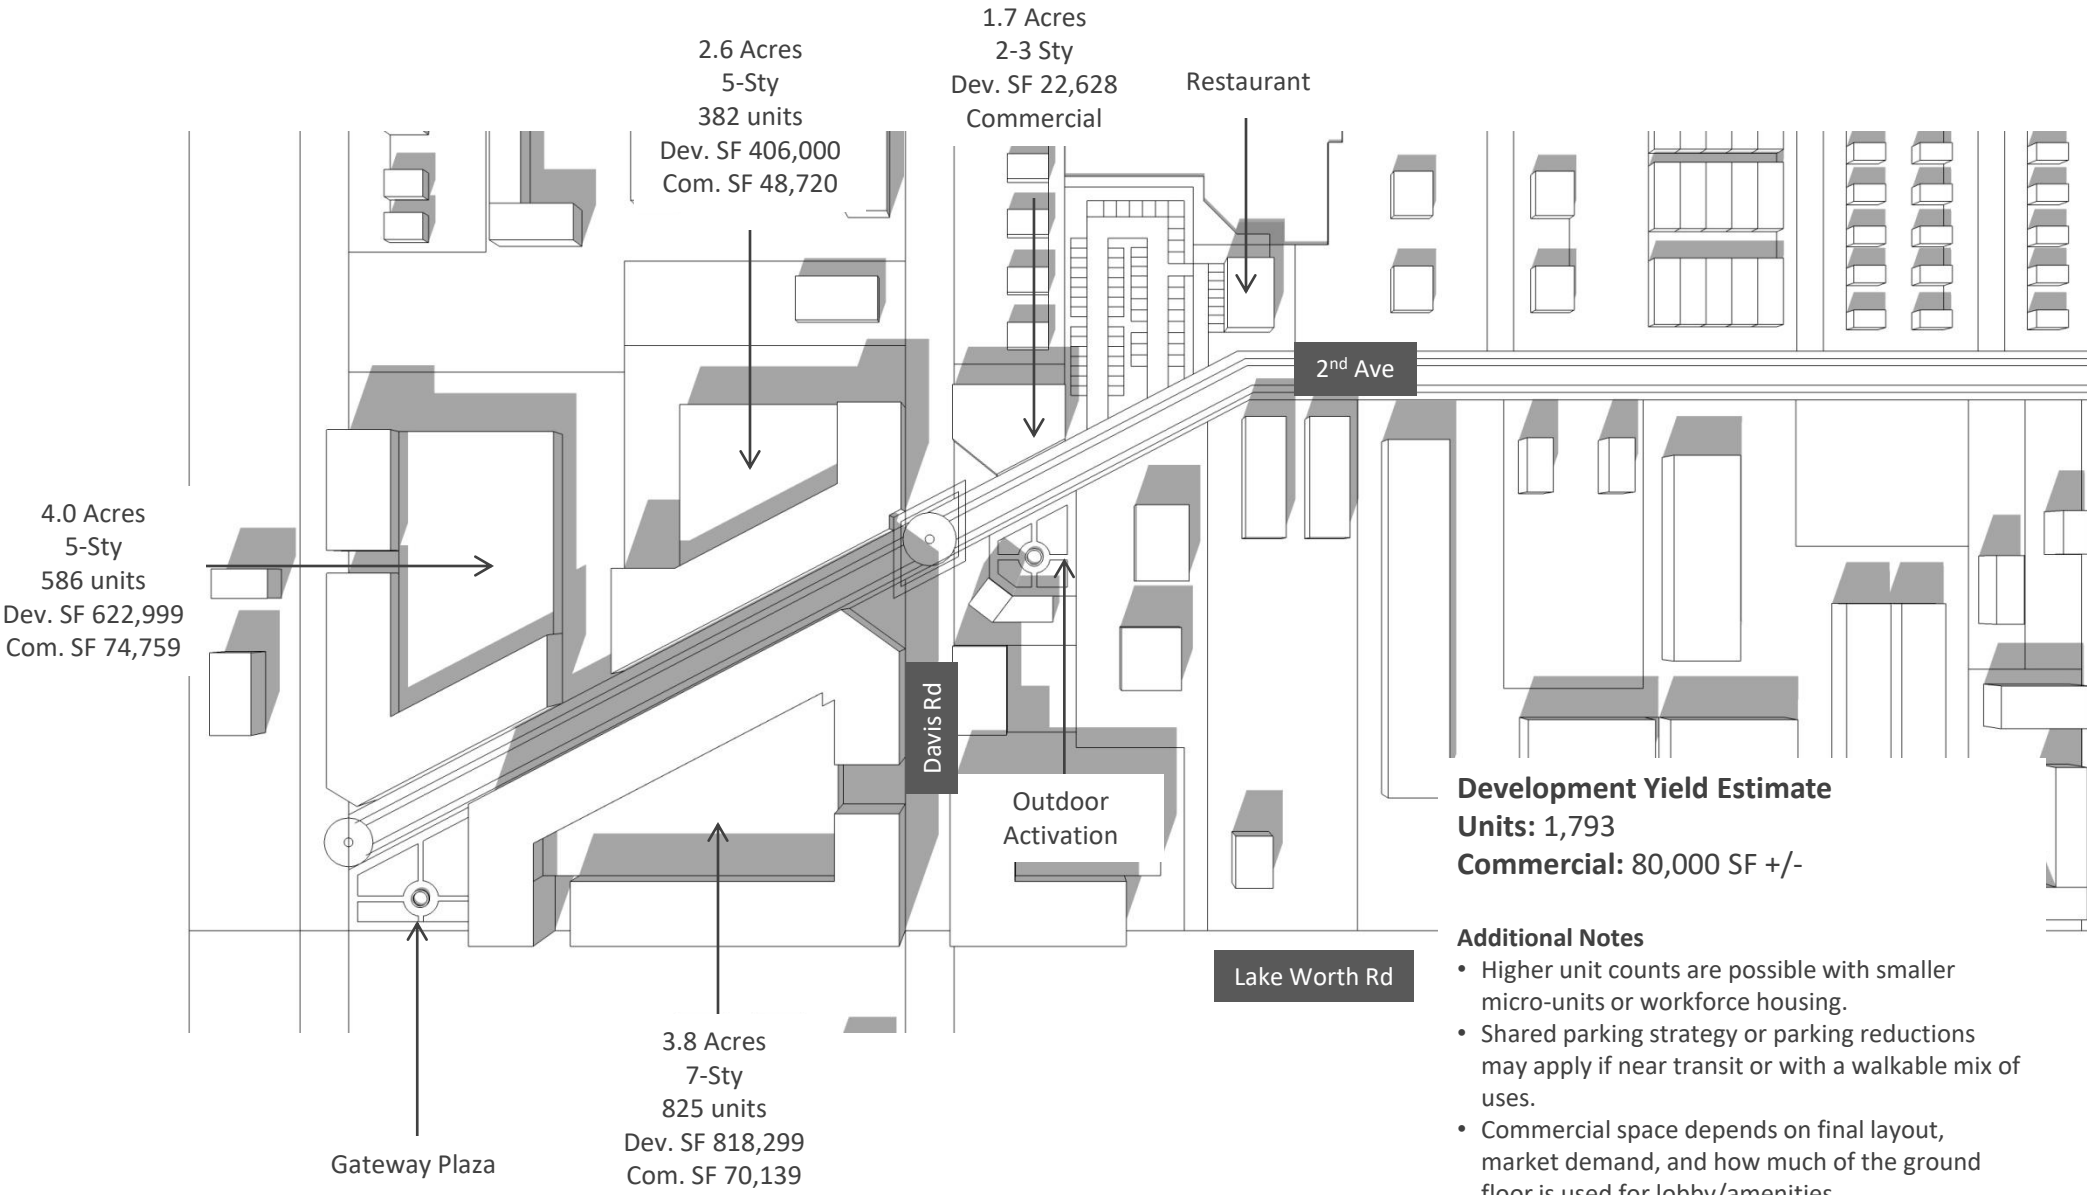 1.7 Acres
2-3 Sty
Dev. SF 22,628
Commercial
2.6 Acres
5-Sty
382 units
Dev. SF 406,000
Com. SF 48,720
Restaurant
2nd Ave
4.0 Acres
5-Sty
586 units
Dev. SF 622,999
Com. SF 74,759
Davis Rd
Outdoor
Activation
Lake Worth Rd
3.8 Acres
7-Sty
825 units
Dev. SF 818,299
Com. SF 70,139
Gateway Plaza
Development Yield Estimate
Units: 1,793
Commercial: 80,000 SF +/-
Additional Notes
• Higher unit counts are possible with smaller
micro-units or workforce housing.
• Shared parking strategy or parking reductions
may apply if near transit or with a walkable mix of
uses.
• Commercial space depends on final layout,
market demand, and how much of the ground
floor is used for lobby/amenities